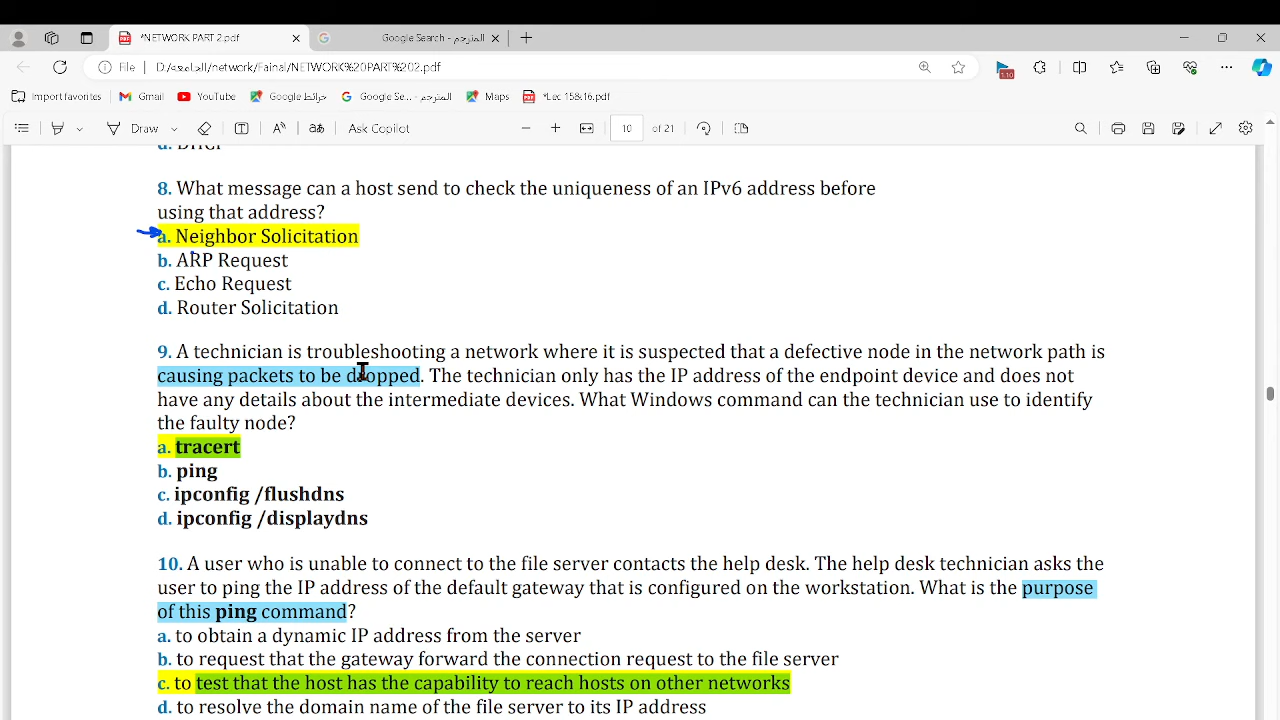 *NETWORK PART 2.pdf
Google Search - المترجم
File
D:/الجامعه/network/Fainal/NETWORK%20PART%202.pdf
1.10
Import favorites
Gmail
YouTube
خرائط Google
Google Se... - المترجم
Maps
*Lec 15&16.pdf
Draw
Ask Copilot
10
of 21
d. DHCP
8. What message can a host send to check the uniqueness of an IPv6 address before
using that address?
a. Neighbor Solicitation
b. ARP Request
c. Echo Request
d. Router Solicitation
9. A technician is troubleshooting a network where it is suspected that a defective node in the network path is
causing packets to be dropped. The technician only has the IP address of the endpoint device and does not
have any details about the intermediate devices. What Windows command can the technician use to identify
the faulty node?
a. tracert
b. ping
c. ipconfig /flushdns
d. ipconfig /displaydns
10. A user who is unable to connect to the file server contacts the help desk. The help desk technician asks the
user to ping the IP address of the default gateway that is configured on the workstation. What is the purpose
of this ping command?
a. to obtain a dynamic IP address from the server
b. to request that the gateway forward the connection request to the file server
c. to test that the host has the capability to reach hosts on other networks
d. to resolve the domain name of the file server to its IP address